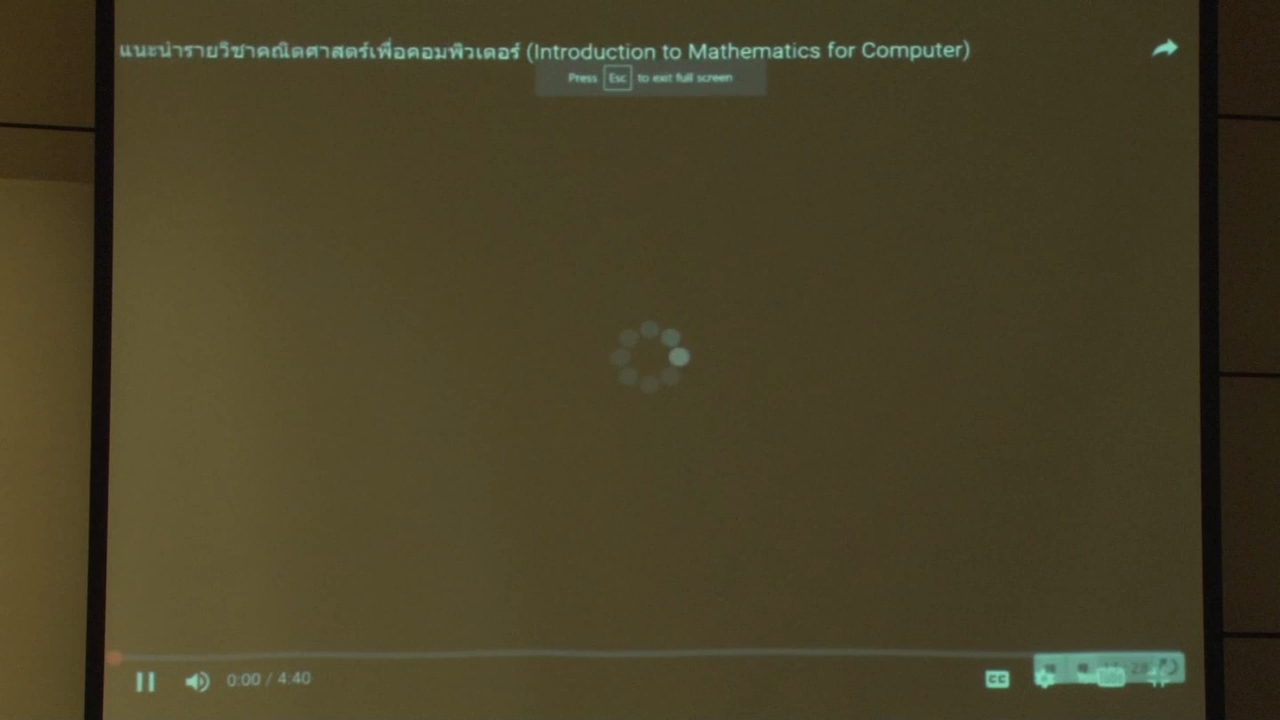 แนะนำรายวิชาคณิตศาสตร์เพื่อคอมพิวเตอร์ (Introduction to Mathematics for Computer)
Press Esc to exit full screen
0:00 / 4:40
CC